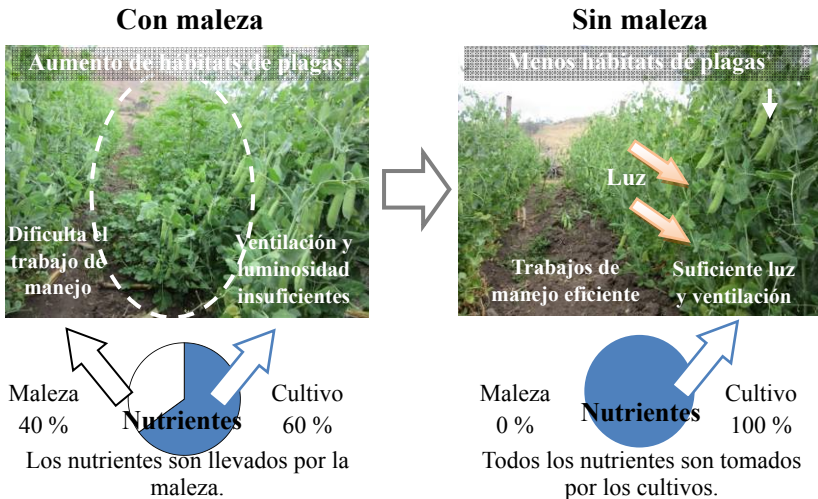 Con maleza
Aumento de hábitats de plagas
Dificulta el
trabajo de
manejo
Ventilación y
luminosidad
insuficientes
Maleza
40 %
Nutrientes
Cultivo
60 %
Los nutrientes son llevados por la
maleza.
Sin maleza
Menos hábitats de plagas
Luz
Trabajos de
manejo eficiente
Suficiente luz
y ventilación
Maleza
0 %
Nutrientes
Cultivo
100 %
Todos los nutrientes son tomados
por los cultivos.